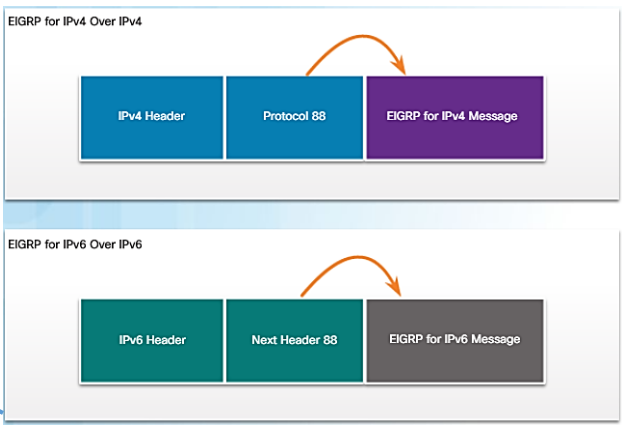 EIGRP for IPv4 Over IPv4
IPv4 Header
Protocol 88
EIGRP for IPv4 Message
EIGRP for IPv6 Over IPv6
IPv6 Header
Next Header 88
EIGRP for IPv6 Message